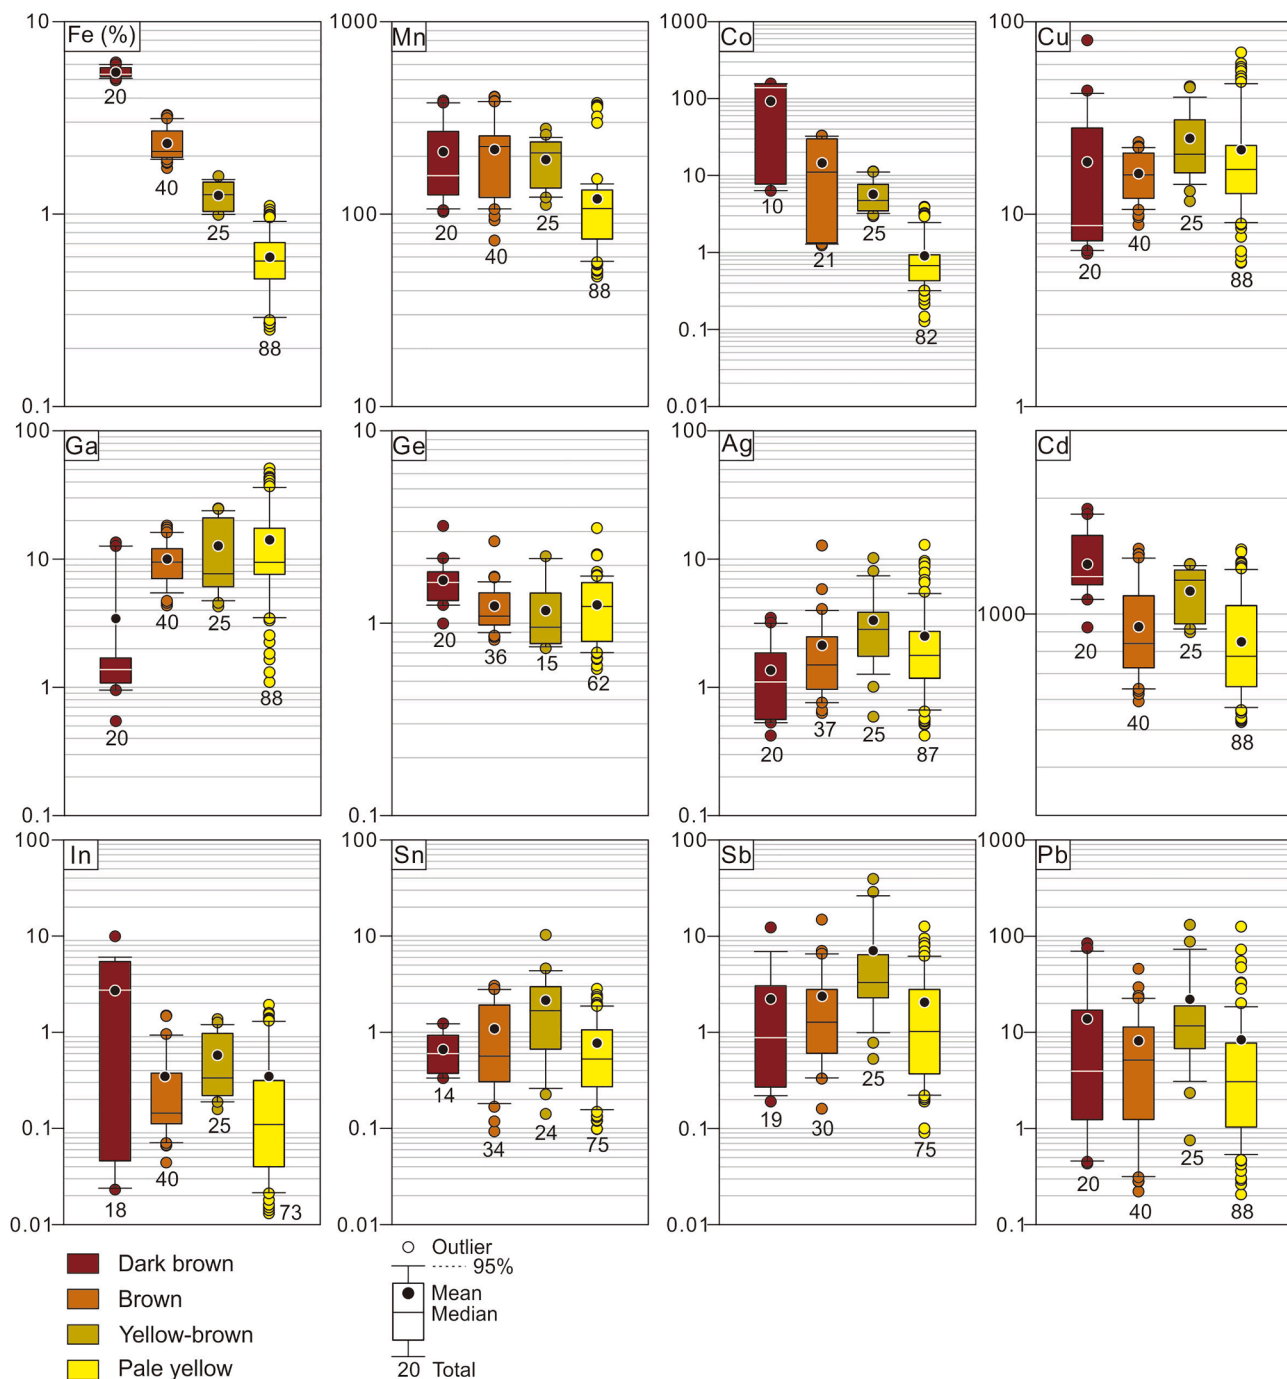 10 Fe (%) 1000 Mn 1000 Co 100 Cu
20 40 25 88
1 0.1
20 40 25 88
100 10
10 21 25 82
100 10 1 0.1 0.01
20 40 25 88
10 1
100 Ga 10 Ge 100 Ag Cd
20 40 25 88
10 1 0.1
20 36 15 62
1 0.1
20 37 25 87
10 1 0.1
20 40 25 88
1000
100 In 100 Sn 100 Sb 1000 Pb
18 40 25 73
10 1 0.1 0.01
14 34 24 75
10 1 0.1 0.01
19 30 25 75
10 1 0.1 0.01
20 40 25 88
100 10 1 0.1
Dark brown
Brown
Yellow-brown
Pale yellow
Outlier
95%
Mean
Median
20 Total